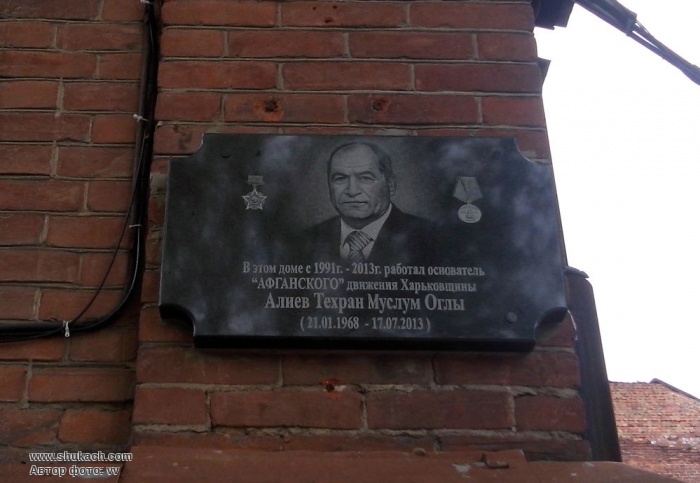 В этом доме с 1991г. - 2013г. работал основатель
“АФГАНСКОГО” движения Харьковщины
Алиев Техран Муслум Оглы
( 21.01.1968 - 17.07.2013 )
www.shukach.com
Автор фото: vv